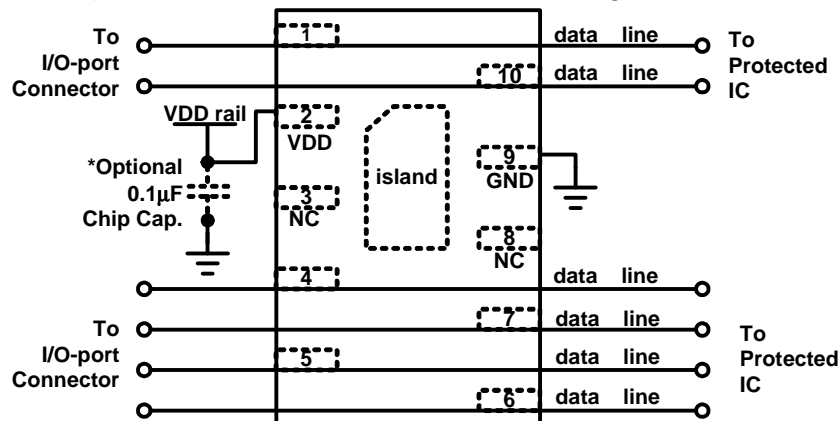 To
I/O-port
Connector
1
data line
To
Protected
IC
10
data line
VDD rail
2
VDD
*Optional
0.1μF
Chip Cap.
island
9
GND
3
NC
8
NC
4
data line
To
I/O-port
Connector
7
data line
To
Protected
IC
5
data line
6
data line